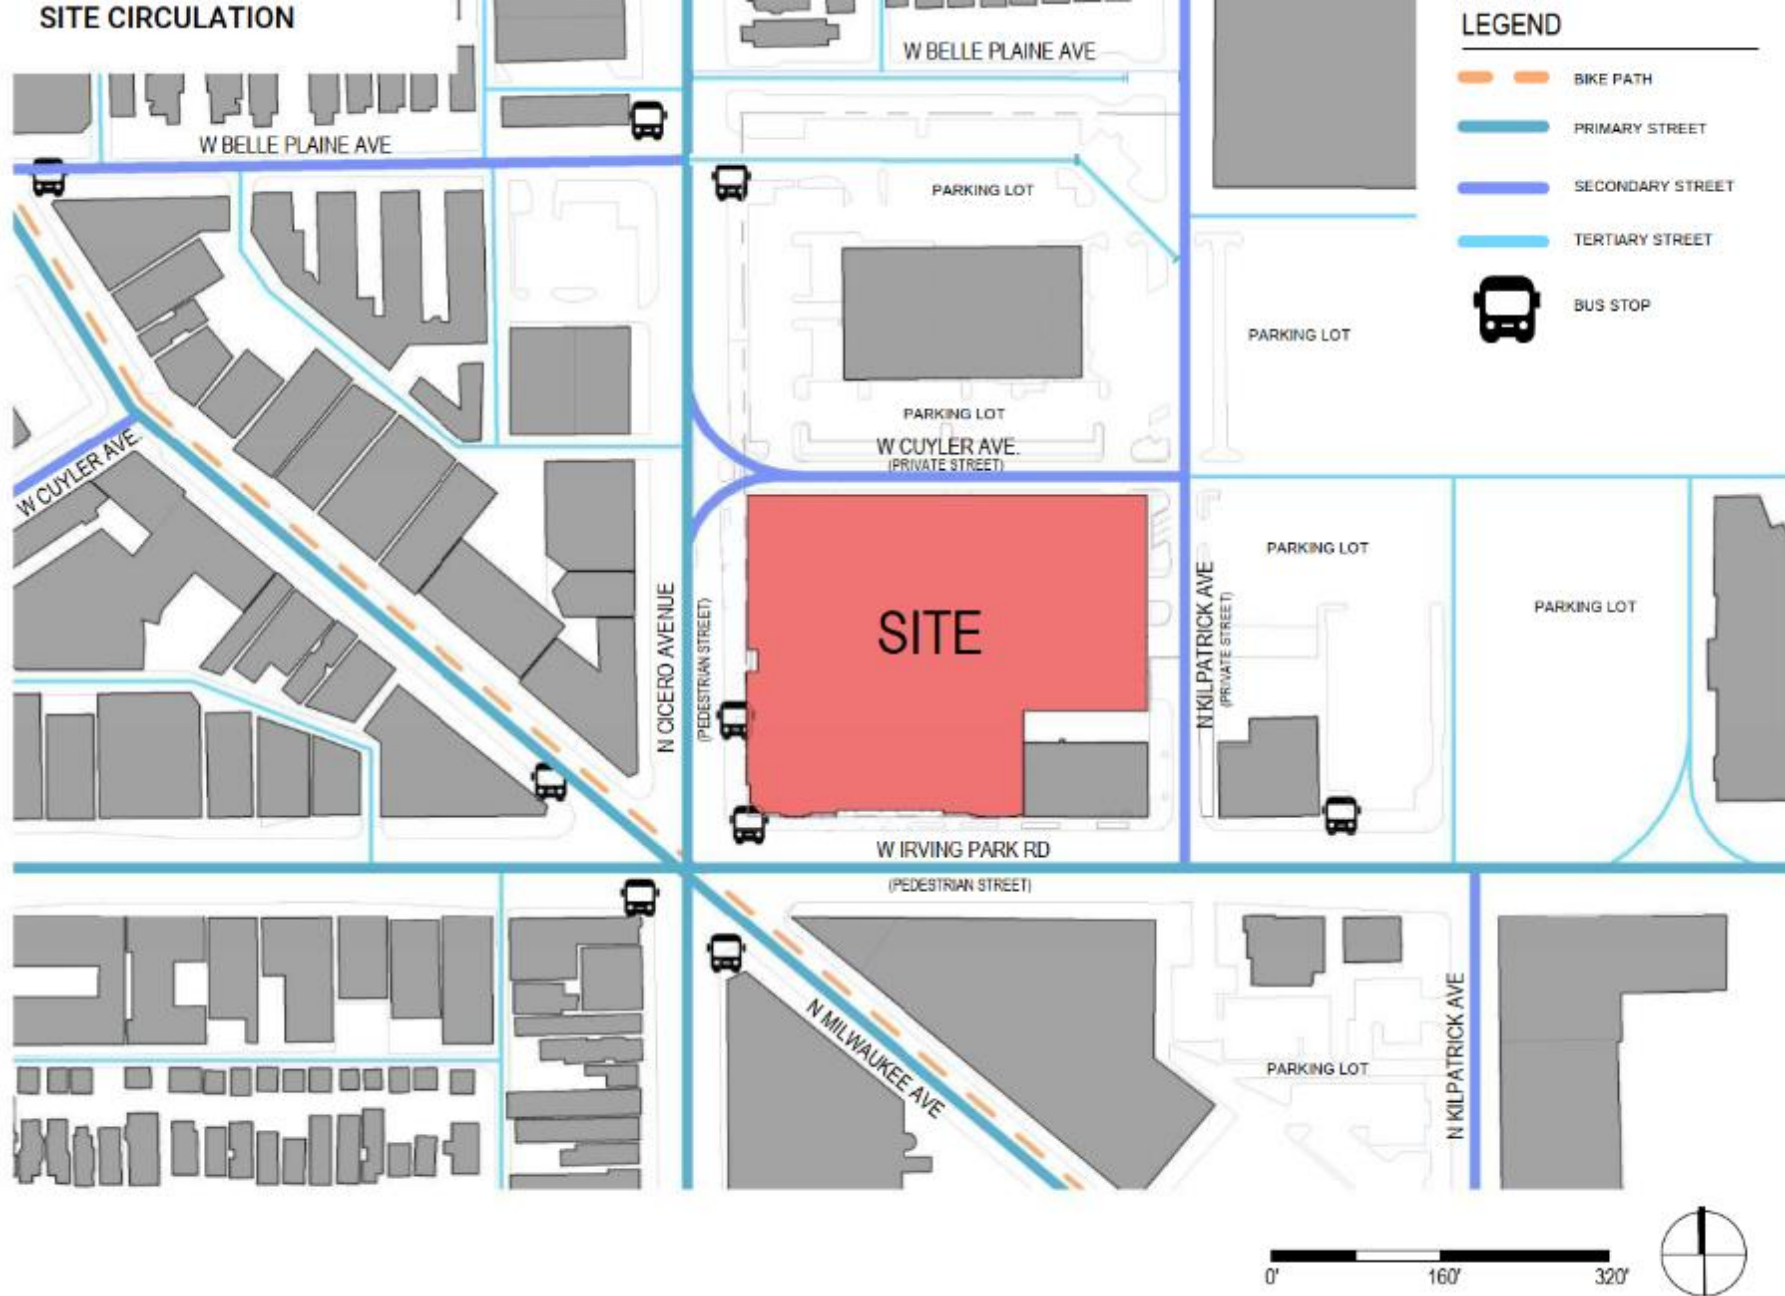 SITE CIRCULATION
LEGEND
BIKE PATH
PRIMARY STREET
SECONDARY STREET
TERTIARY STREET
BUS STOP
W BELLE PLAINE AVE
W BELLE PLAINE AVE
PARKING LOT
PARKING LOT
PARKING LOT
W CUYLER AVE.
(PRIVATE STREET)
W CUYLER AVE.
SITE
N CICERO AVENUE
(PEDESTRIAN STREET)
N KILPATRICK AVE
(PRIVATE STREET)
PARKING LOT
PARKING LOT
W IRVING PARK RD
(PEDESTRIAN STREET)
N MILWAUKEE AVE
PARKING LOT
N KILPATRICK AVE
0'
160'
320'